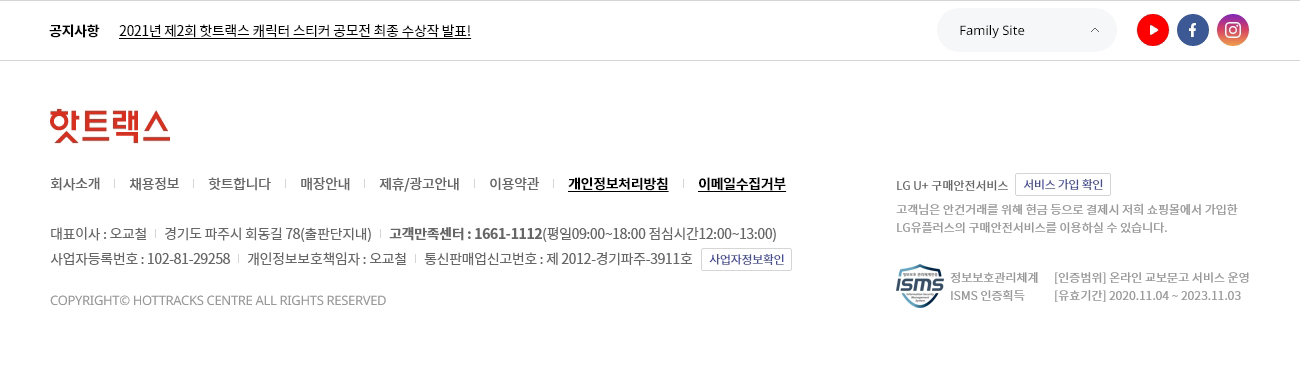 공지사항 2021년 제2회 핫트랙스 캐릭터 스티커 공모전 최종 수상작 발표! Family Site
핫트랙스
회사소개 채용정보 핫트합니다 매장안내 제휴/광고안내 이용약관 개인정보처리방침 이메일수집거부
대표이사 : 오교철 경기도 파주시 회동길 78(출판단지내) 고객만족센터 : 1661-1112(평일09:00~18:00 점심시간12:00~13:00)
사업자등록번호 : 102-81-29258 개인정보보호책임자 : 오교철 통신판매업신고번호 : 제 2012-경기파주-3911호 사업자정보확인
COPYRIGHT© HOTTRACKS CENTRE ALL RIGHTS RESERVED
LG U+ 구매안전서비스 서비스 가입 확인
고객님은 안건거래를 위해 현금 등으로 결제시 저희 쇼핑몰에서 가입한
LG유플러스의 구매안전서비스를 이용하실 수 있습니다.
ISMS
정보보호관리체계 [인증범위] 온라인 교보문고 서비스 운영
ISMS 인증획득 [유효기간] 2020.11.04 ~ 2023.11.03